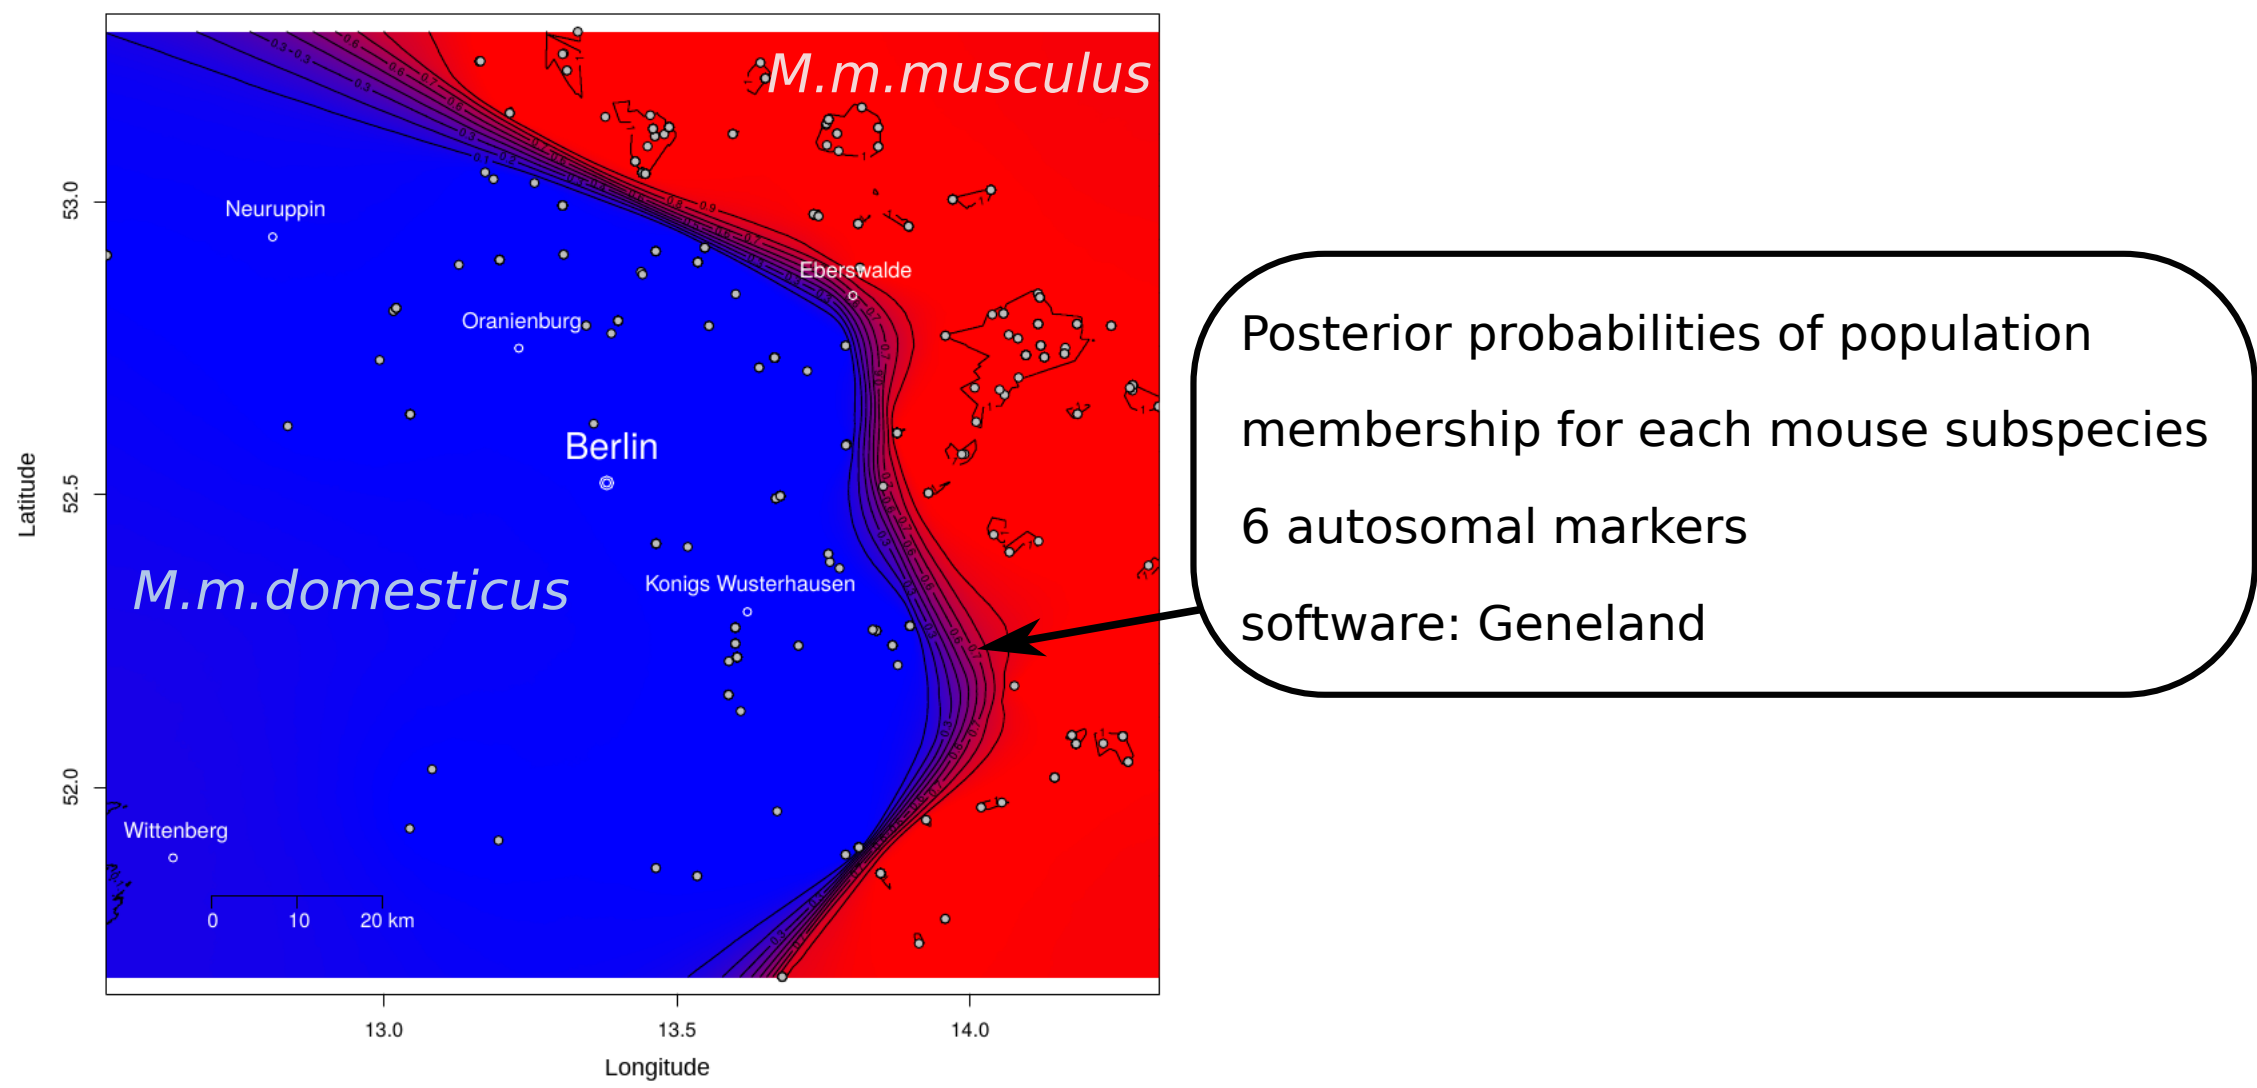 M.m.musculus
53.0
Neuruppin
Eberswalde
Oranienburg
Posterior probabilities of population
membership for each mouse subspecies
6 autosomal markers
software: Geneland
Berlin
52.5
Latitude
M.m.domesticus
Konigs Wusterhausen
52.0
Wittenberg
0 10 20 km
13.0 13.5 14.0
Longitude